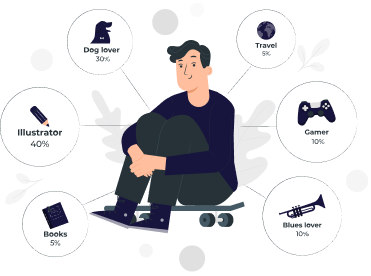 Dog lover
30%
Travel
5%
Illustrator
40%
Gamer
10%
Books
5%
Blues lover
10%